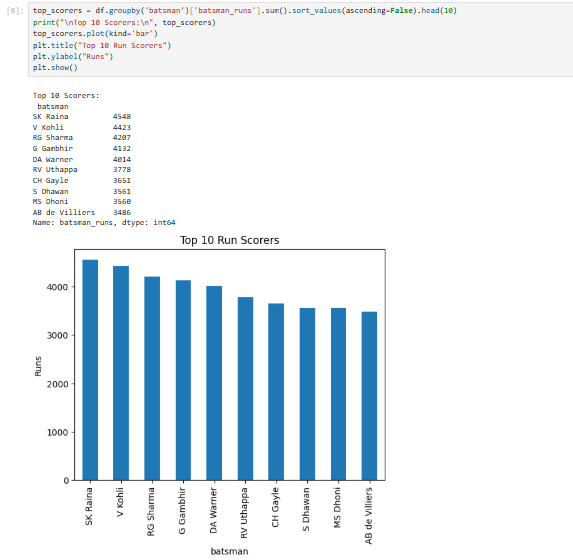 [8]: top_scorers = df.groupby('batsman')['batsman_runs'].sum().sort_values(ascending=False).head(10)
print("\nTop 10 Scorers:\n", top_scorers)
top_scorers.plot(kind='bar')
plt.title("Top 10 Run Scorers")
plt.ylabel("Runs")
plt.show()
Top 10 Scorers:
batsman
SK Raina 4548
V Kohli 4423
RG Sharma 4207
G Gambhir 4132
DA Warner 4014
RV Uthappa 3778
CH Gayle 3651
S Dhawan 3561
MS Dhoni 3560
AB de Villiers 3486
Name: batsman_runs, dtype: int64
Top 10 Run Scorers
4000
3000
2000
1000
0
Runs
SK Raina
V Kohli
RG Sharma
G Gambhir
DA Warner
RV Uthappa
CH Gayle
S Dhawan
MS Dhoni
AB de Villiers
batsman